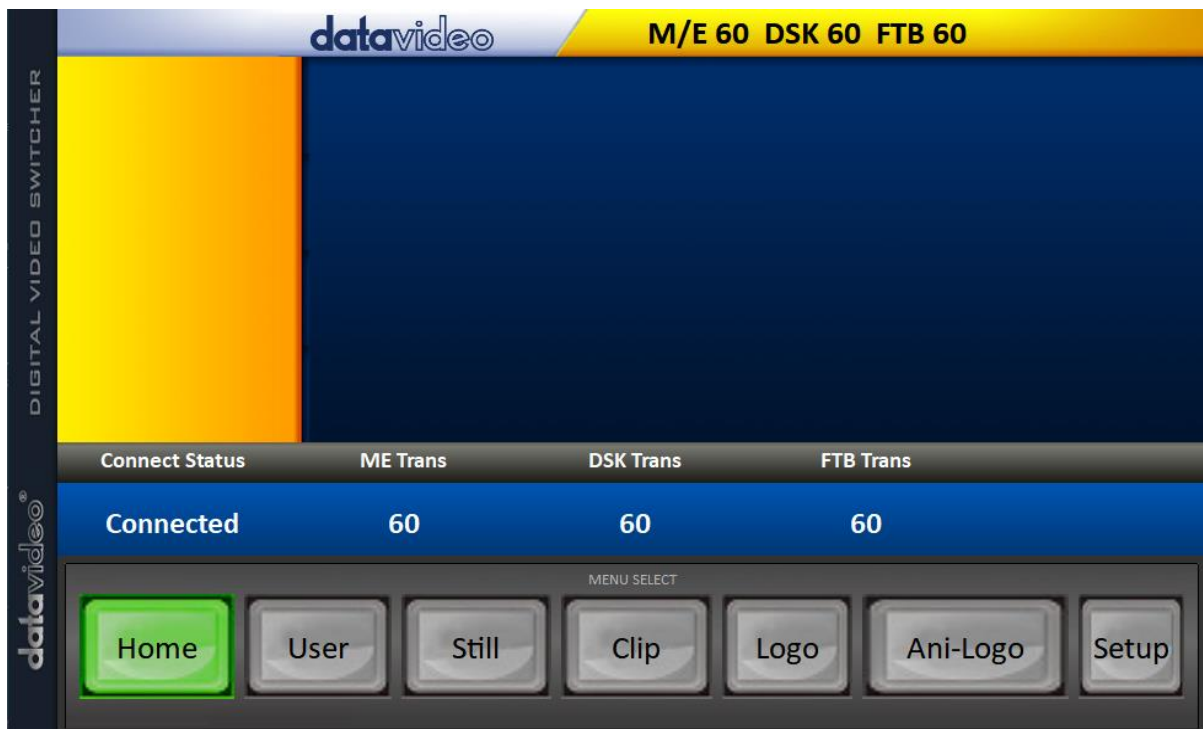 datavideo
M/E 60 DSK 60 FTB 60
DIGITAL VIDEO SWITCHER
datavideo®
Connect Status ME Trans DSK Trans FTB Trans
Connected 60 60 60
MENU SELECT
Home User Still Clip Logo Ani-Logo Setup